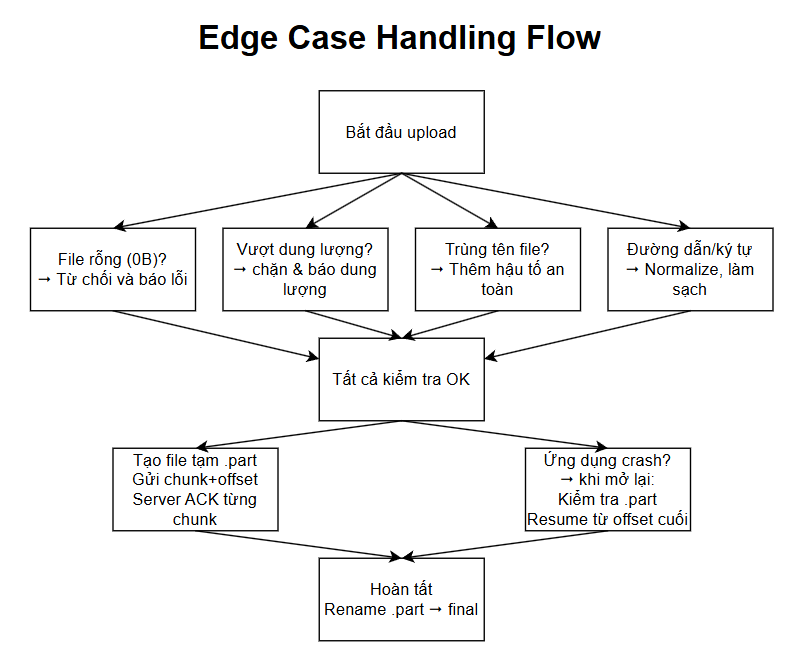 Edge Case Handling Flow
Bắt đầu upload
File rỗng (0B)?
→ Từ chối và báo lỗi
Vượt dung lượng?
→ chặn & báo dung
lượng
Trùng tên file?
→ Thêm hậu tố an
toàn
Đường dẫn/ký tự
→ Normalize, làm
sạch
Tất cả kiểm tra OK
Tạo file tạm .part
Gửi chunk+offset
Server ACK từng
chunk
Ứng dụng crash?
→ khi mở lại:
Kiểm tra .part
Resume từ offset cuối
Hoàn tất
Rename .part → final